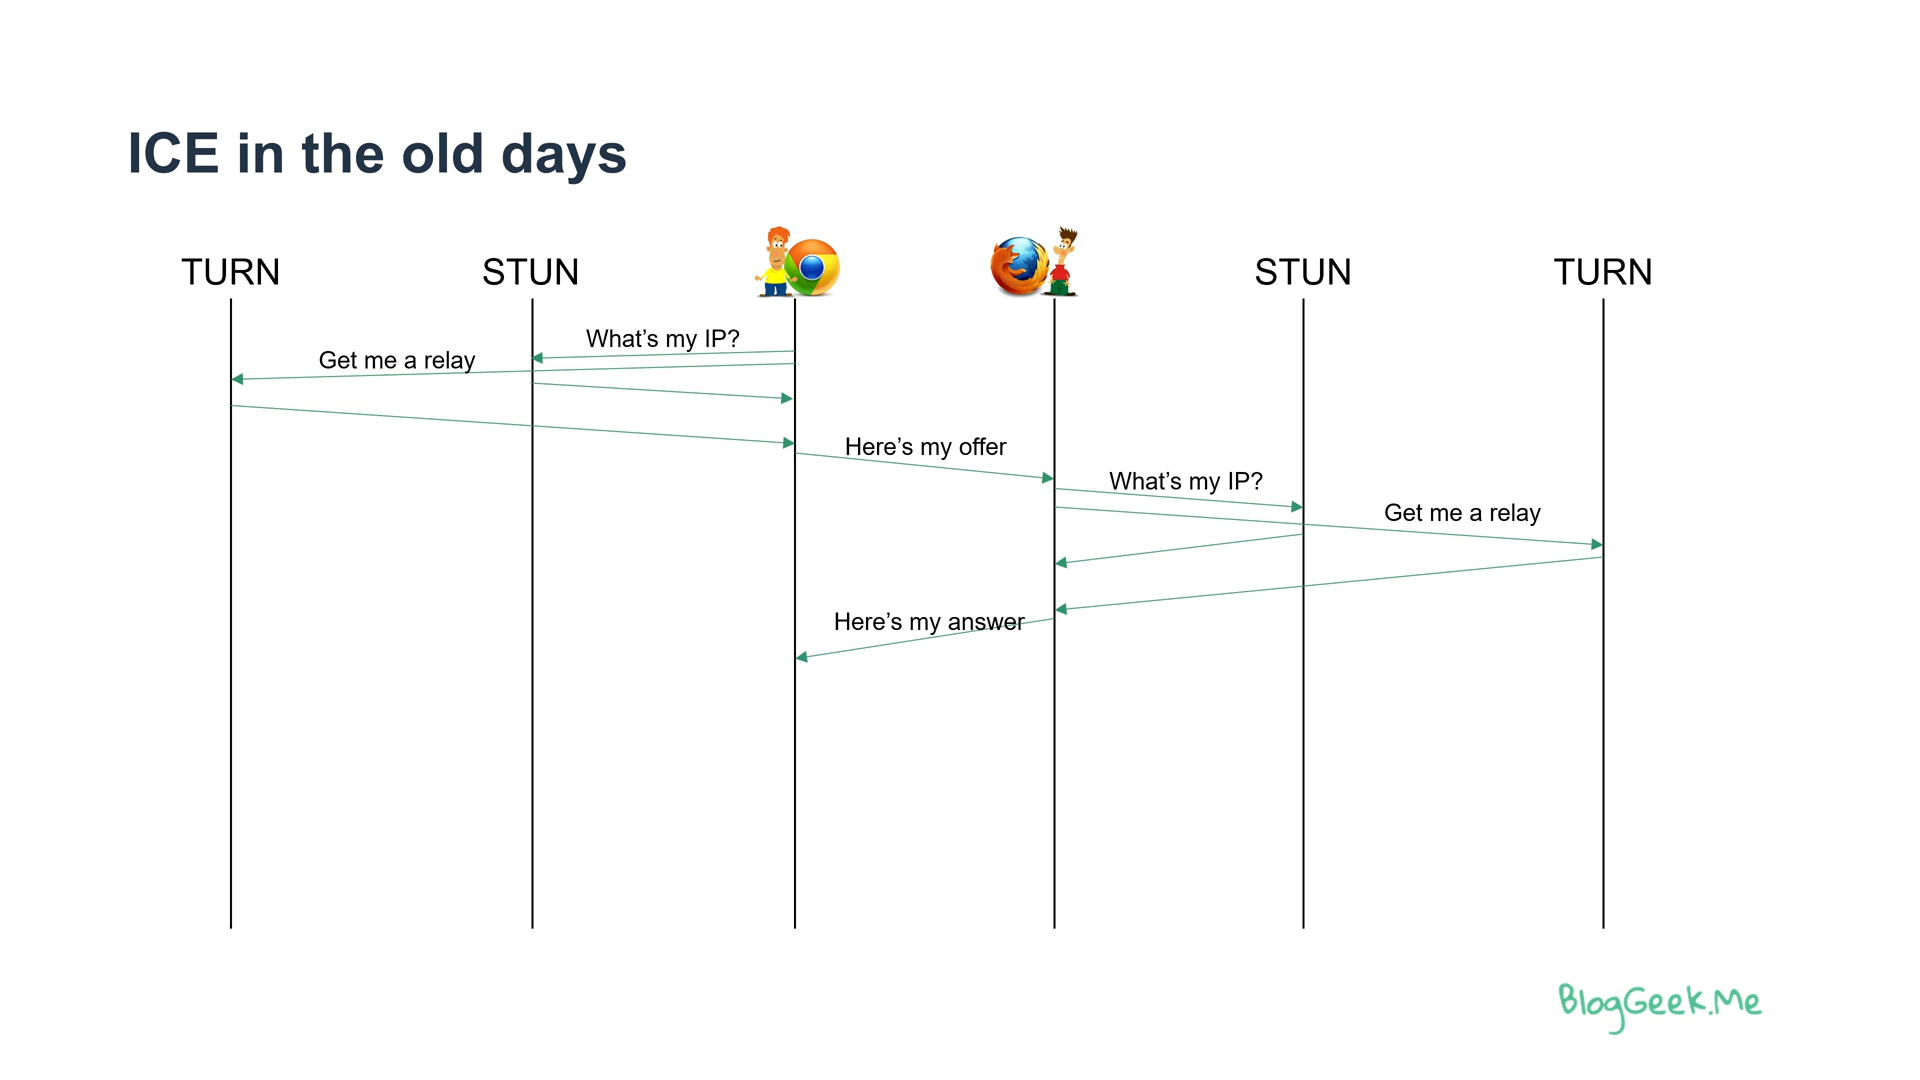 ICE in the old days
TURN
STUN
STUN
TURN
What’s my IP?
Get me a relay
Here’s my offer
What’s my IP?
Get me a relay
Here’s my answer
BlogGeek.Me